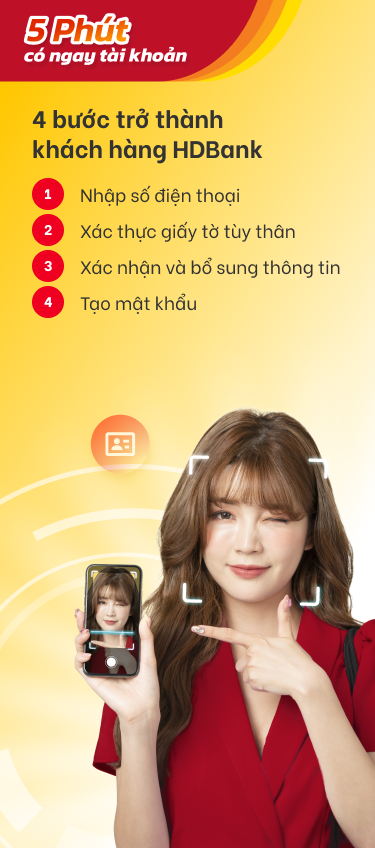 5 Phút
có ngay tài khoản
4 bước trở thành
khách hàng HDBank
1 Nhập số điện thoại
2 Xác thực giấy tờ tùy thân
3 Xác nhận và bổ sung thông tin
4 Tạo mật khẩu